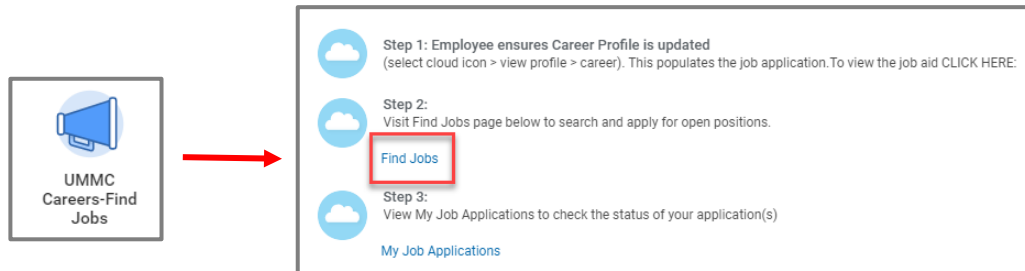 UMMC
Careers-Find
Jobs
Step 1: Employee ensures Career Profile is updated
(select cloud icon > view profile > career). This populates the job application.To view the job aid CLICK HERE:
Step 2:
Visit Find Jobs page below to search and apply for open positions.
Find Jobs
Step 3:
View My Job Applications to check the status of your application(s)
My Job Applications